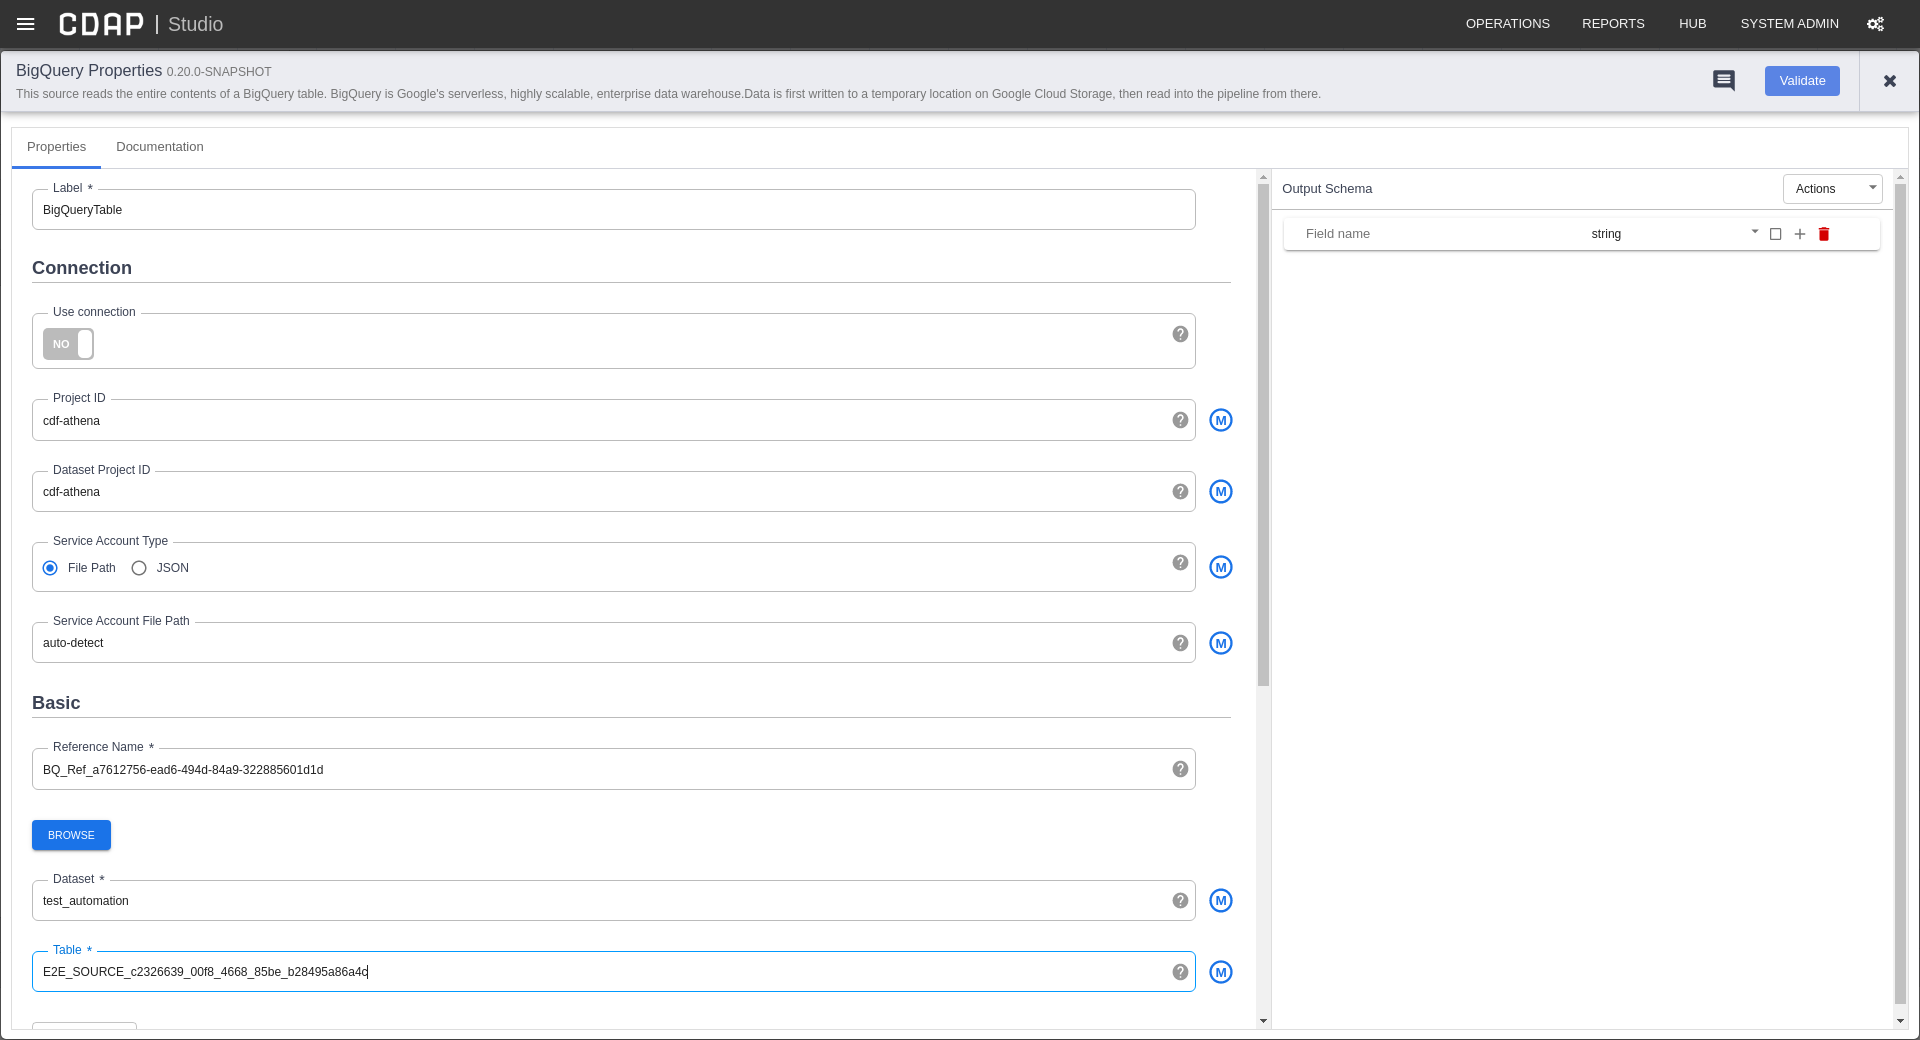 CDAP | Studio
OPERATIONS REPORTS HUB SYSTEM ADMIN
BigQuery Properties 0.20.0-SNAPSHOT
This source reads the entire contents of a BigQuery table. BigQuery is Google's serverless, highly scalable, enterprise data warehouse.Data is first written to a temporary location on Google Cloud Storage, then read into the pipeline from there.
Validate
Properties Documentation
Label *
BigQueryTable
Connection
Use connection
NO
Project ID
cdf-athena
M
Dataset Project ID
cdf-athena
M
Service Account Type
File Path JSON
M
Service Account File Path
auto-detect
M
Basic
Reference Name *
BQ_Ref_a7612756-ead6-494d-84a9-322885601d1d
BROWSE
Dataset *
test_automation
M
Table *
E2E_SOURCE_c2326639_00f8_4668_85be_b28495a86a4c
M
Output Schema
Actions
Field name string